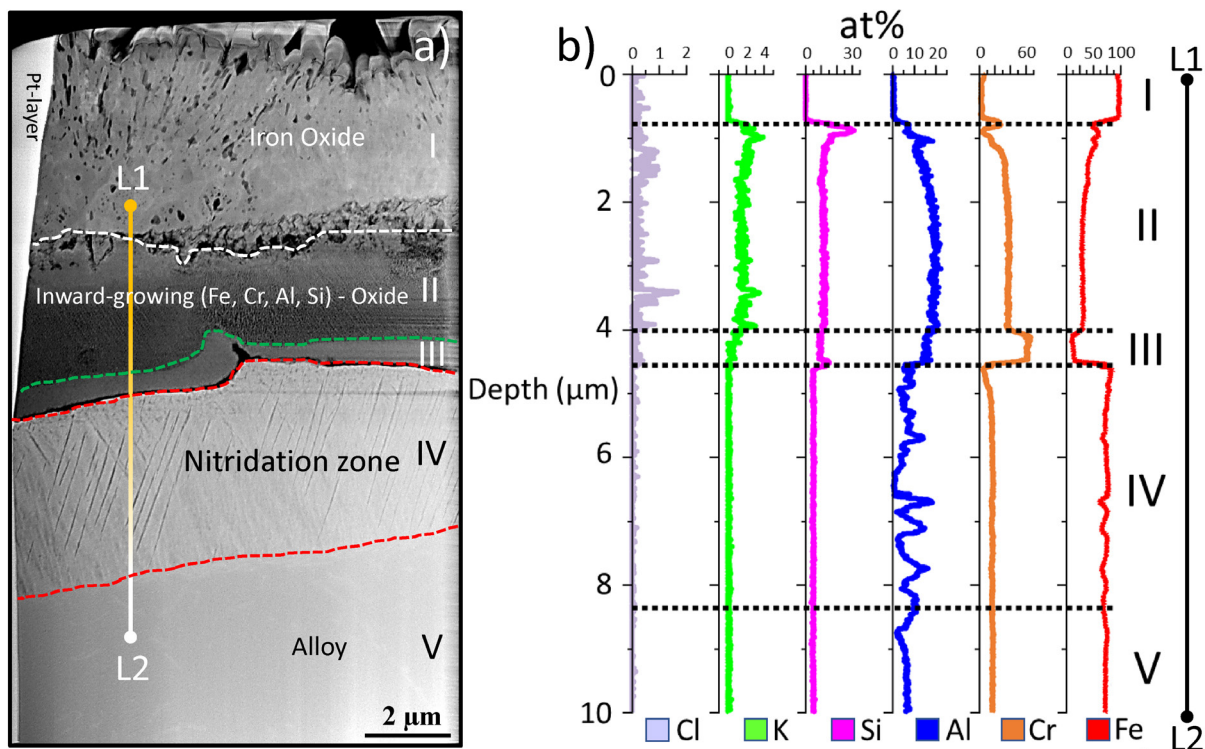 a)
Pt-layer
Iron Oxide
I
L1
Inward-growing (Fe, Cr, Al, Si) - Oxide
II
III
Nitridation zone
IV
L2
Alloy
V
2 μm
b)
at%
0 1 2
0 2 4
0 15 30
0 10 20
0 60
0 50 100
L1
0
2
4
6
8
10
Depth (μm)
I
II
III
IV
V
Cl K Si Al Cr Fe
L2